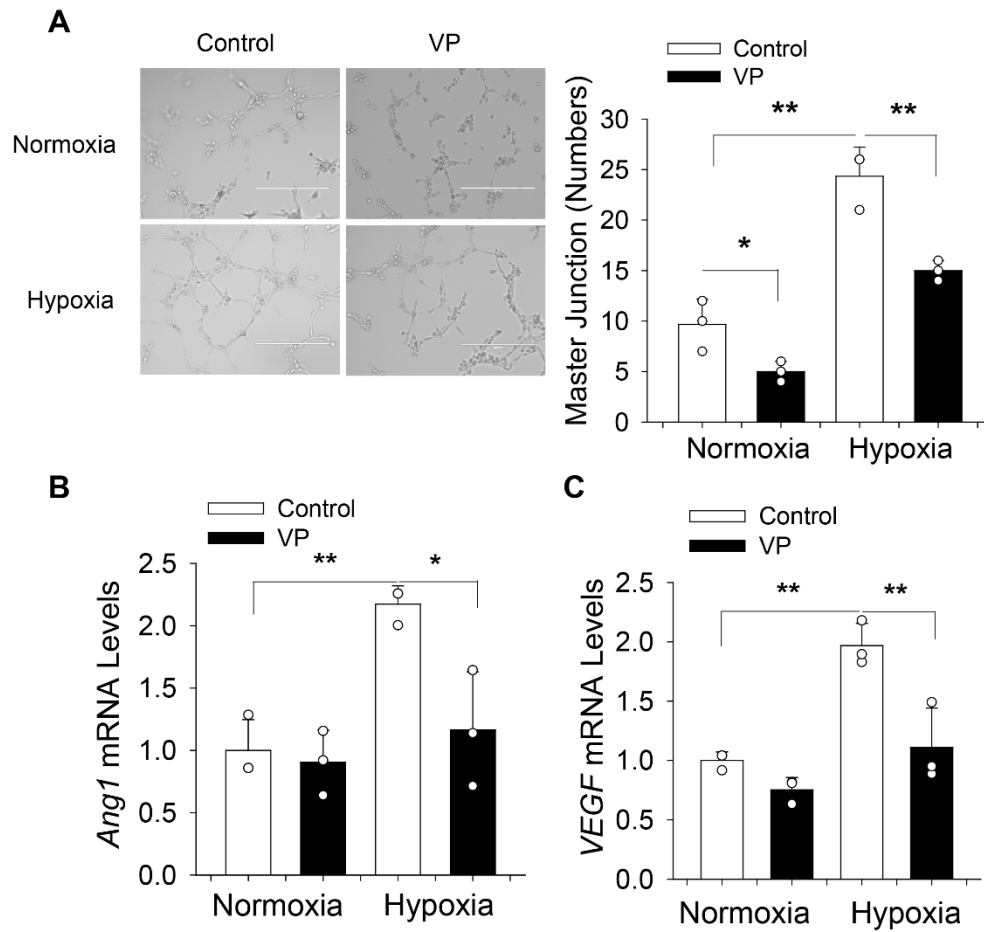 A
Control
VP
Normoxia
Hypoxia
Control
VP
Master Junction (Numbers)
30
25
20
15
10
5
0
**
**
*
Normoxia
Hypoxia
B
Control
VP
Ang1 mRNA Levels
2.5
2.0
1.5
1.0
0.5
0.0
**
*
Normoxia
Hypoxia
C
Control
VP
VEGF mRNA Levels
2.5
2.0
1.5
1.0
0.5
0.0
**
**
Normoxia
Hypoxia